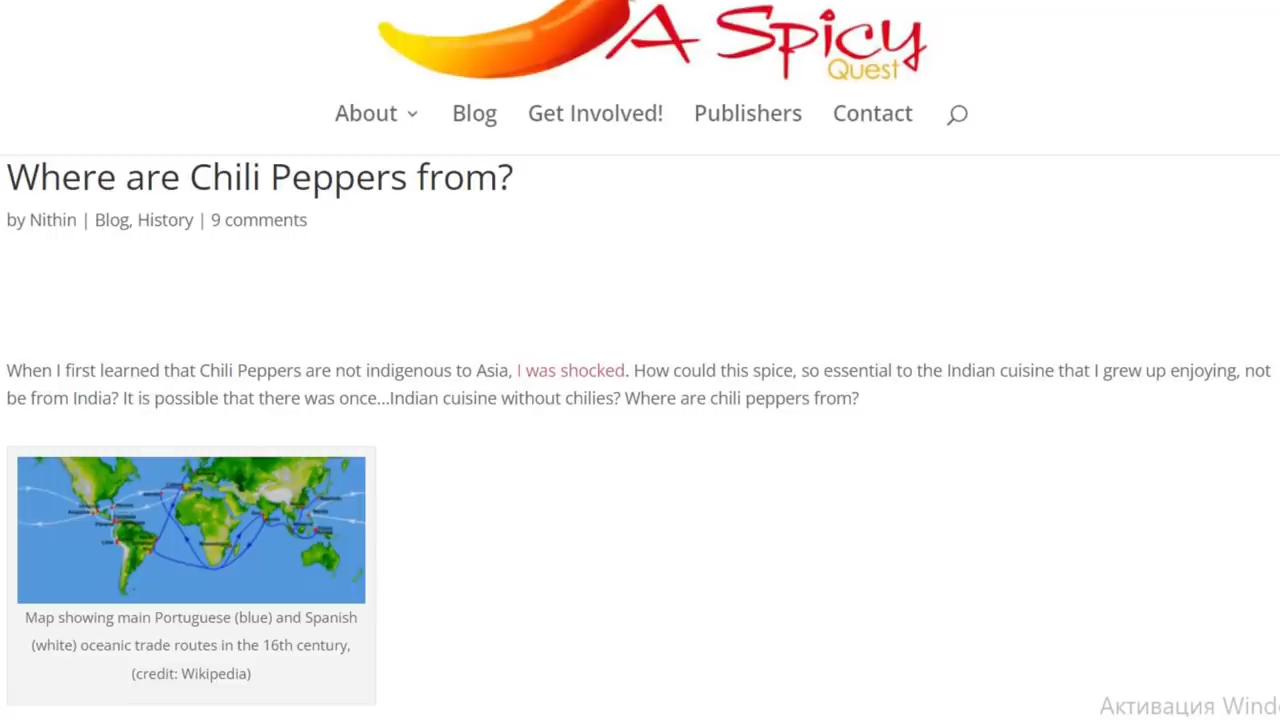 A Spicy
Quest
About
Blog
Get Involved!
Publishers
Contact
Where are Chili Peppers from?
by Nithin | Blog, History | 9 comments
When I first learned that Chili Peppers are not indigenous to Asia, I was shocked. How could this spice, so essential to the Indian cuisine that I grew up enjoying, not
be from India? It is possible that there was once...Indian cuisine without chilies? Where are chili peppers from?
Map showing main Portuguese (blue) and Spanish
(white) oceanic trade routes in the 16th century,
(credit: Wikipedia)
Активация Wind